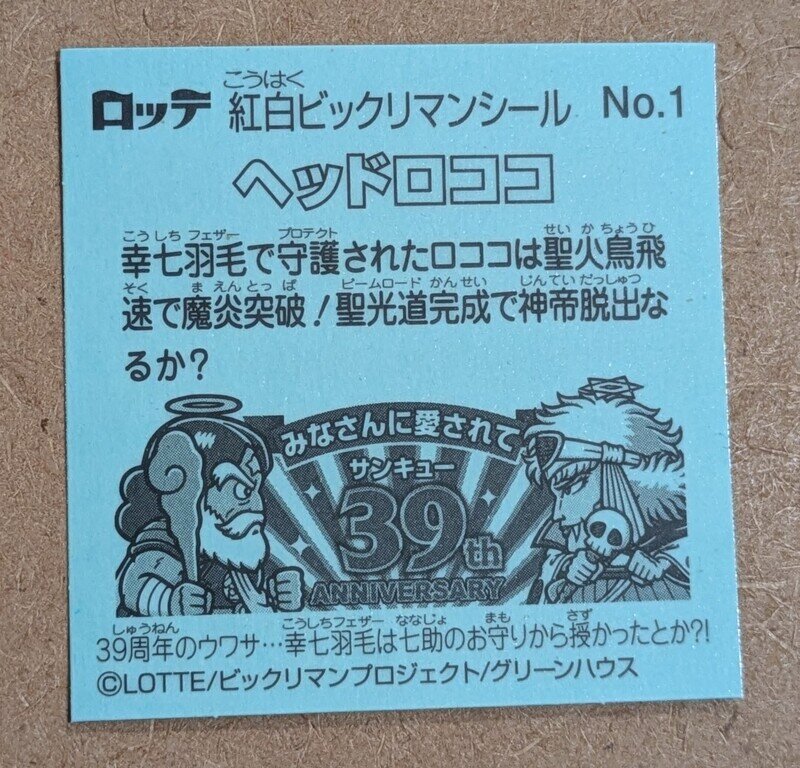 ロッテ 紅白ビックリマンシール No.1
こうはく
ヘッドロココ
こうしちフェザー プロテクト せいかちょうひ
幸七羽毛で守護されたロココは聖火鳥飛
そく まえんとっぱ ビームロード かんせい じんていだっしゅつ
速で魔炎突破！聖光道完成で神帝脱出な
るか？
みなさんに愛されて
サンキュー
39th
ANNIVERSARY
しゅうねん こうしちフェザー ななじょ まも さず
39周年のウワサ…幸七羽毛は七助のお守りから授かったとか?!
©LOTTE/ビックリマンプロジェクト/グリーンハウス